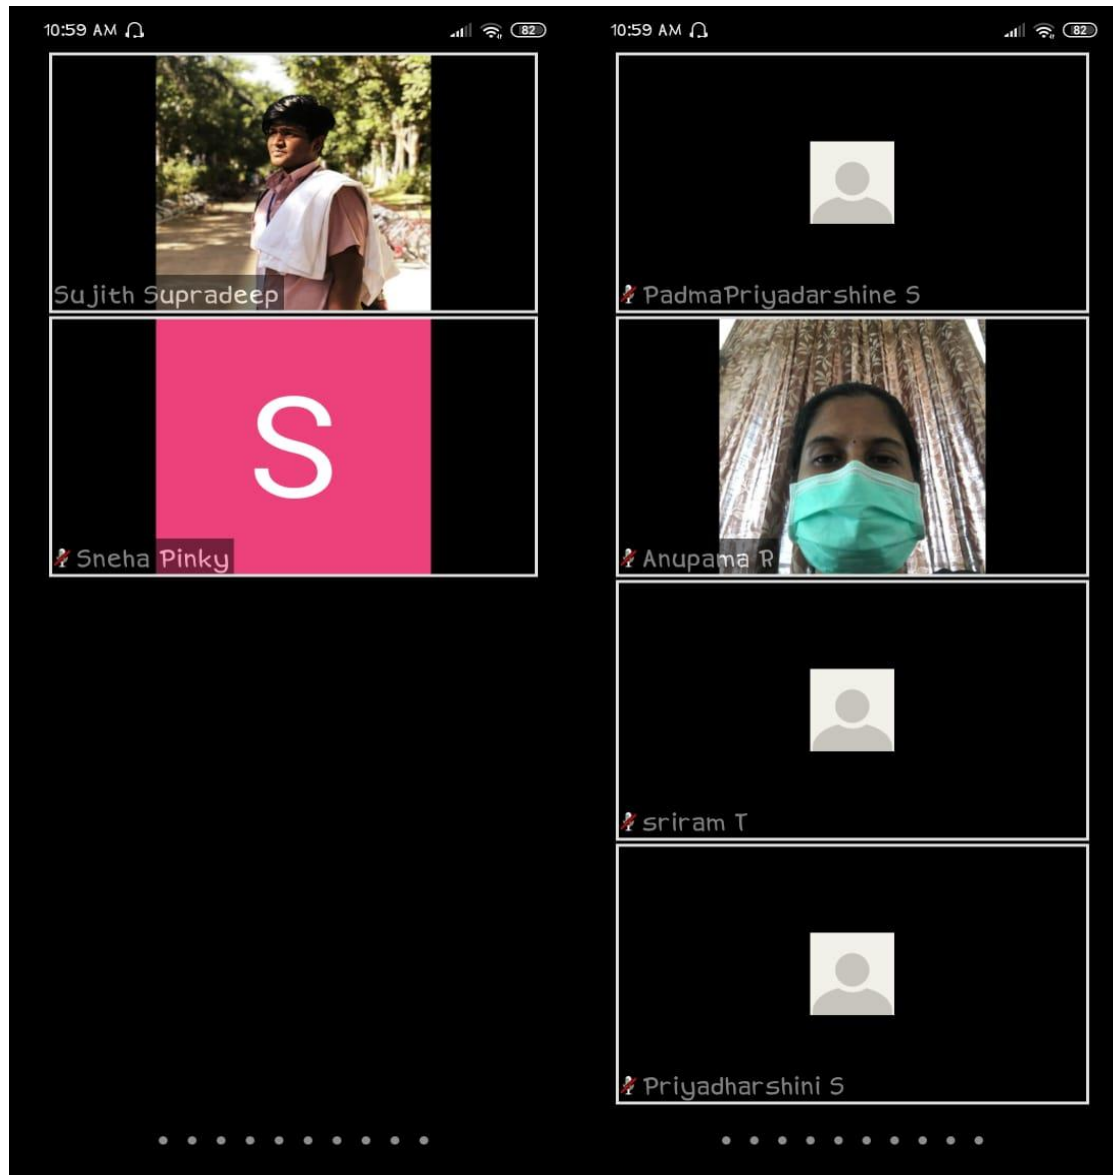 10:59 AM
82
Sujith Supradeep
S
Sneha Pinky
10:59 AM
82
PadmaPriyadarshine S
Anupama R
sriram T
Priyadharshini S